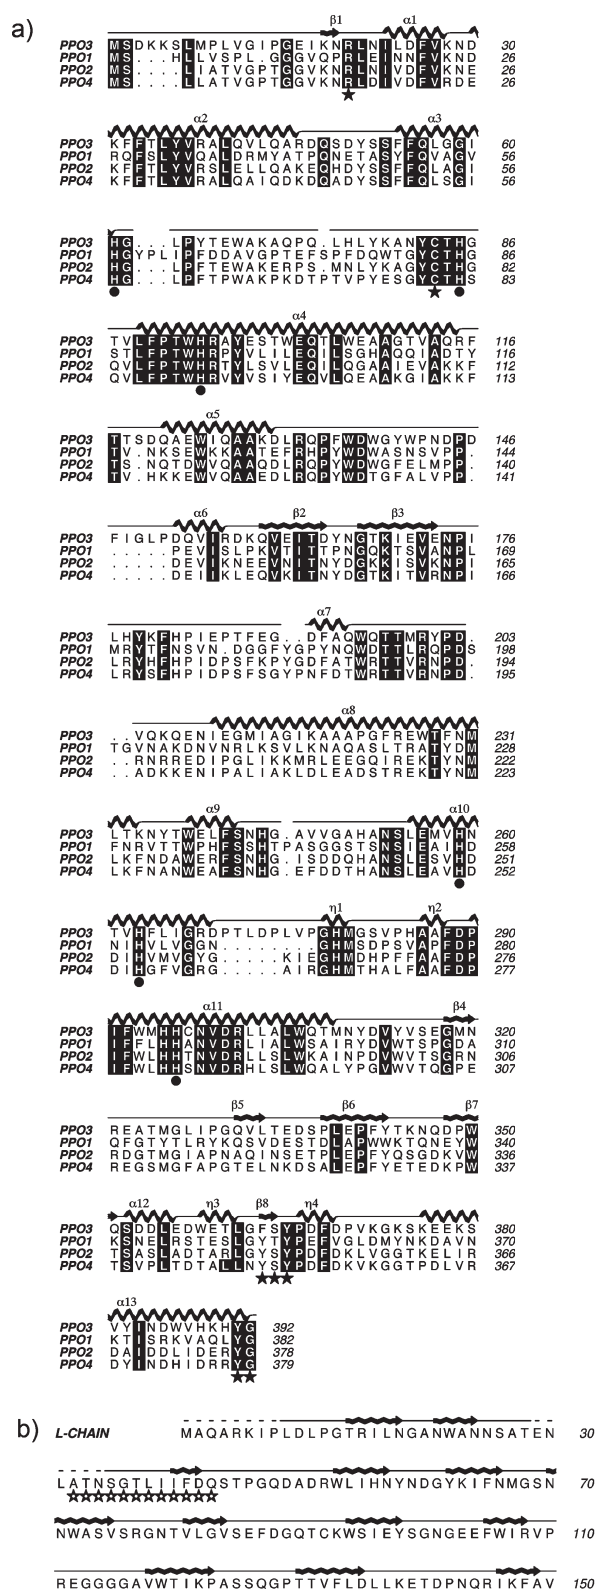 a)
β1 α1
PPO3 MSDKKSLMPLVGIPGEIKNRLNILDFVKND 30
PPO1 MS...HLLVSPL.GGGVQPRLEINNFVKDD 26
PPO2 MS....LIATVGPTGGVKNRLNIVDFVKNE 26
PPO4 MS....LLATVGPTGGVKNRLDIVDFVRDE 26
α2 α3
PPO3 KFFTLYVRALQVLQARDQSDYSSFFQLGGI 60
PPO1 RQFSLYVQALDRMYATPQNETASYFQVAGI 56
PPO2 KFFTLYVRSLELLQAKEQHDYSSFFQLAGI 56
PPO4 KFFTLYVRALQAIQDKDQADYSSFFQLSGI 56
PPO3 HG...LPYTEWAKAQPQ.LHLYKANYCTHG 86
PPO1 HGYPLIPFDDAVGPTEFSPFDQWTGYCTHG 86
PPO2 HG...LPFTEWAKERPS.MNLYKAGYCTHG 82
PPO4 HG...LPFTPWAKPKDTPTVPYESGYCTHS 83
α4
PPO3 TVLFPTWHRAYESTWEQTLWEAAGTVAQRF 116
PPO1 STLFPTWHRPYVLILEQILSGHAQQIADTY 116
PPO2 QVLFPTWHRTYLSVLEQILQGAAIEVAKKF 112
PPO4 QVLFPTWHRVYVSIYEQVLQEAAKGIAKKF 113
α5
PPO3 TTSDQAEWIQAAKDLRQPFWDWGYWPNDPD 146
PPO1 TV.NKSEWKKAATEFRHPYWDWASNSVPP. 144
PPO2 TS.NQTDWVQAAQDLRQPYWDWGFELMPP. 140
PPO4 TV.HKKEWVQAAEDLRQPYWDTGFALVPP. 141
α6 β2 β3
PPO3 FIGLPDQVIRDKQVEITDYNGTKIEVENPI 176
PPO1 .....PEVISLPKVTITTPNGQKTSVANPL 169
PPO2 .....DEVIKNEEVNITNYDGKKISVKNPI 165
PPO4 .....DEIIKLEQVKITNYDGTKITVRNPI 166
α7
PPO3 LHYKFHPIEPTFEG..DFAQWQTTMRYPD. 203
PPO1 MRYTFNSVN.DGGFYGPYNQWDTTLRQPDS 198
PPO2 LRYHFHPIDPSFKPYGDFATWRTTVRNPD. 194
PPO4 LRYSFHPIDPSFSGYPNFDTWRTTVRNPD. 195
α8
PPO3 ..VQKQENIEGMIAGIKAAAPGFREWTFNM 231
PPO1 TGVNAKDNVNRLKSVLKNAQASLTRATYDM 228
PPO2 ..RNRREDIPGLIKKMRLEEGQIREKTYNM 222
PPO4 ..ADKKENIPALIAKLDLEADSTREKTYNM 223
α9 α10
PPO3 LTKNYTWELFSNHG.AVVGAHANSLEMVHN 260
PPO1 FNRVTTWPHFSSHTPASGGSTSNSIEAIHD 258
PPO2 LKFNDAWERFSNHG.ISDDQHANSLESVHD 251
PPO4 LKFNANWEAFSNHG.EFDDTHANSLEAVHD 252
η1 η2
PPO3 TVHFLIGRDPTLDPLVPGHMGSVPHAAFDP 290
PPO1 NIHVLVGGN........GHMSDPSVAPFDP 280
PPO2 DIHVMVGYG.....KIEGHMDHPFFAAFDP 276
PPO4 DIHGFVGRG.....AIRGHMTHALFAAFDP 277
α11 β4
PPO3 IFWMHHCNVDRLLALWQTMNYDVYVSEGMN 320
PPO1 IFFLHHANVDRLIALWSAIRYDVWTSPGDA 310
PPO2 IFWLHHTNVDRLLSLWKAINPDVWVTSGRN 306
PPO4 IFWLHHSNVDRHLSLWQALYPGVWVTQGPE 307
β5 β6 β7
PPO3 REATMGLIPGQVLTEDSPLEPFYTKNQDPW 350
PPO1 QFGTYTLRYKQSVDESTDLAPWWKTQNEYW 340
PPO2 RDGTMGIAPNAQINSETPLEPFYQSGDKVW 336
PPO4 REGSMGFAPGTELNKDSALEPFYETEDKPW 337
α12 η3 β8 η4
PPO3 QSDDLEDWETLGFSYPDFDPVKGKSKEEKS 380
PPO1 KSNELRSTESLGYTYPEFVGLDMYNKDAVN 370
PPO2 TSASLADTARLGYSYPDFDKLVGGTKELIR 366
PPO4 TSVPLTDTALLNYSYPDFDKVKGGTPDLVR 367
α13
PPO3 VYINDWVHKHYG 392
PPO1 KTISRKVAQLYG 382
PPO2 DAIDDLIDERYG 378
PPO4 DYINDHIDRRYG 379
b)
L-CHAIN MAQARKIPLDLPGTRILNGANWANNSATEN 30
LATNSGTLIIFDQSTPGQDADRWLIHNYNDGYKIFNMGSN 70
NWASVSRGNTVLGVSEFDGQTCKWSIEYSGNGEEFWIRVP 110
REGGGGAVWTIKPASSQGPTTVFLDLLKETDPNQRIKFAV 150